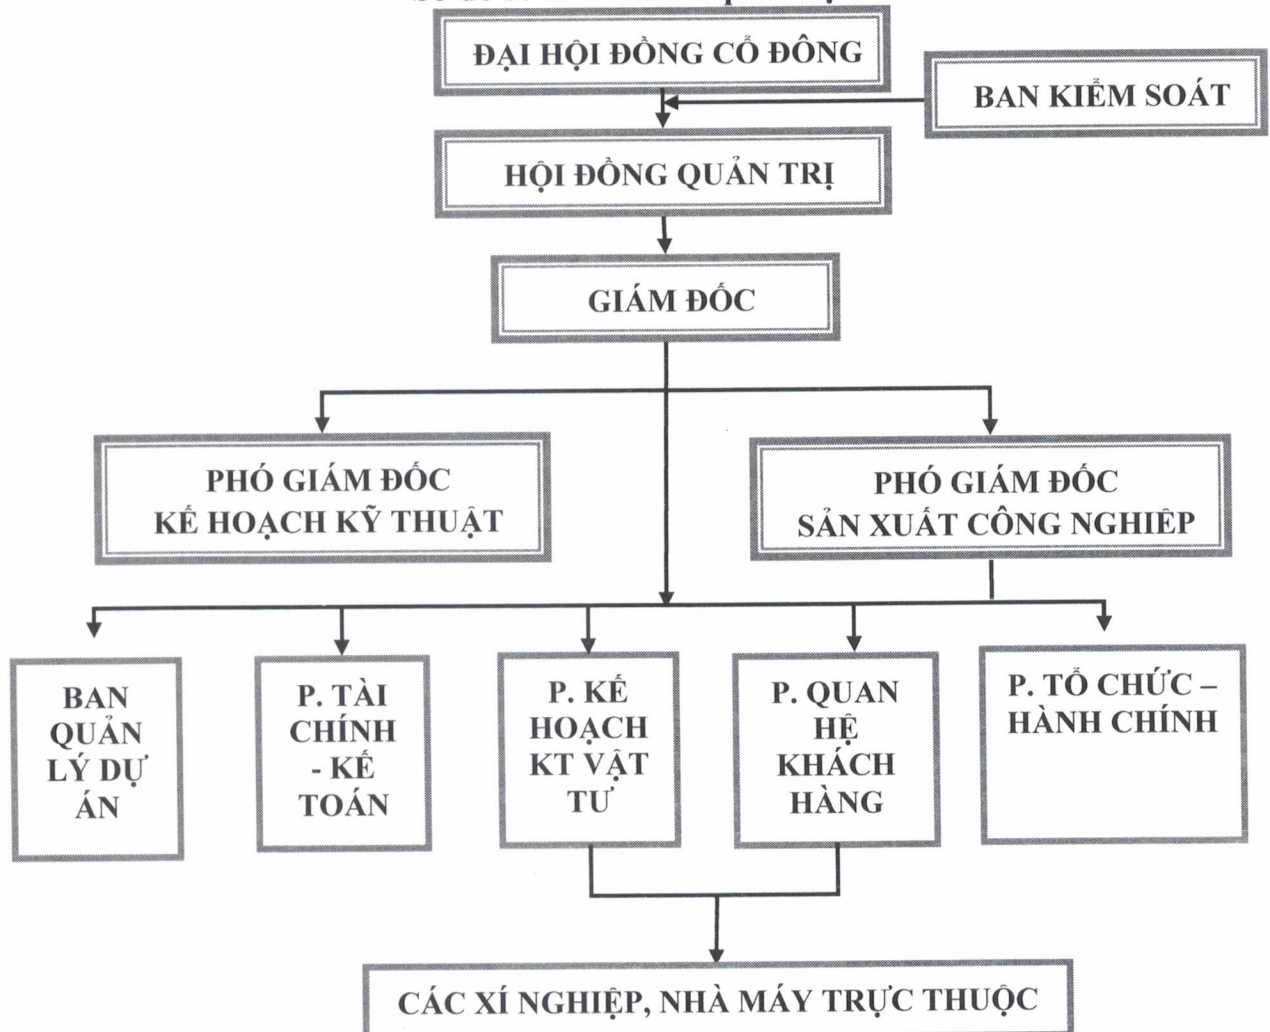 ĐẠI HỘI ĐỒNG CỔ ĐÔNG
BAN KIỂM SOÁT
HỘI ĐỒNG QUẢN TRỊ
GIÁM ĐỐC
PHÓ GIÁM ĐỐC
KẾ HOẠCH KỸ THUẬT
PHÓ GIÁM ĐỐC
SẢN XUẤT CÔNG NGHIỆP
BAN
QUẢN
LÝ DỰ
ÁN
P. TÀI
CHÍNH
- KẾ
TOÁN
P. KẾ
HOẠCH
KT VẬT
TƯ
P. QUAN
HỆ
KHÁCH
HÀNG
P. TỔ CHỨC –
HÀNH CHÍNH
CÁC XÍ NGHIỆP, NHÀ MÁY TRỰC THUỘC